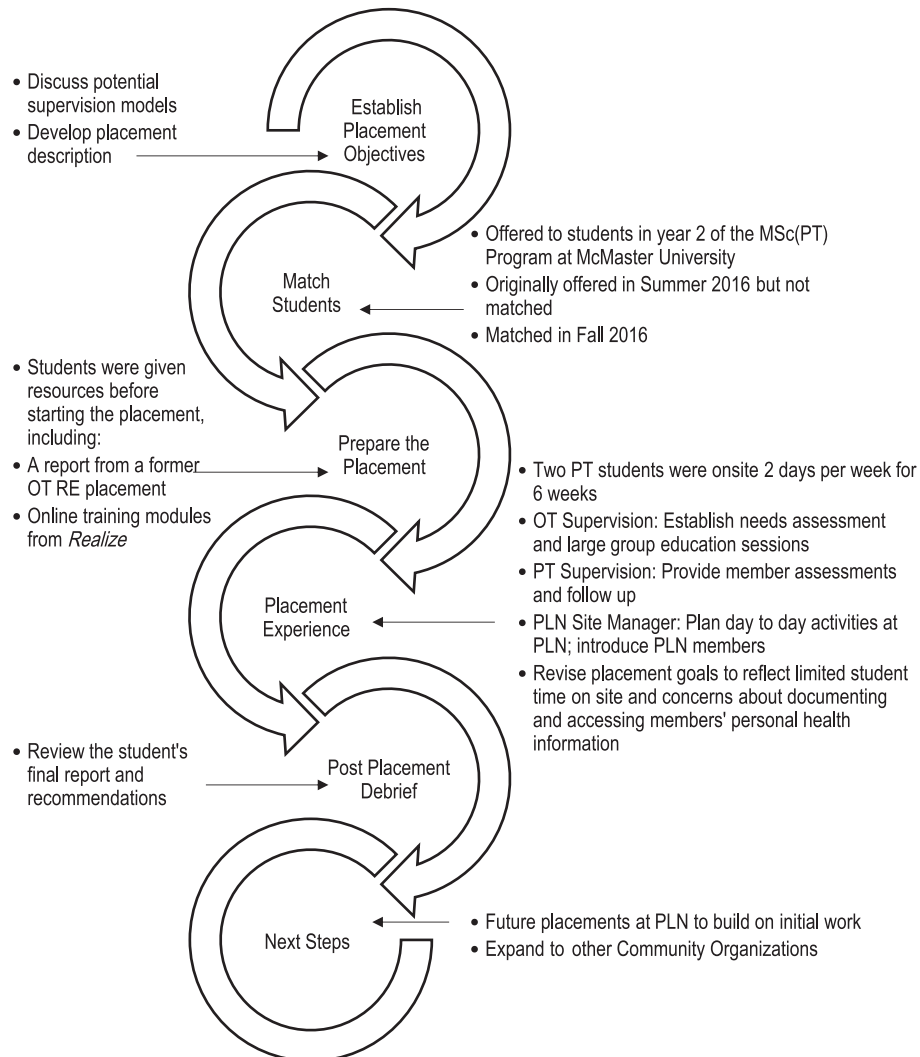 • Discuss potential
supervision models
• Develop placement
description
Establish
Placement
Objectives
Match
Students
• Offered to students in year 2 of the MSc(PT)
Program at McMaster University
• Originally offered in Summer 2016 but not
matched
• Matched in Fall 2016
• Students were given
resources before
starting the placement,
including:
• A report from a former
OT RE placement
• Online training modules
from Realize
Prepare the
Placement
Placement
Experience
• Two PT students were onsite 2 days per week for
6 weeks
• OT Supervision: Establish needs assessment
and large group education sessions
• PT Supervision: Provide member assessments
and follow up
• PLN Site Manager: Plan day to day activities at
PLN; introduce PLN members
• Revise placement goals to reflect limited student
time on site and concerns about documenting
and accessing members' personal health
information
• Review the student's
final report and
recommendations
Post Placement
Debrief
Next Steps
• Future placements at PLN to build on initial work
• Expand to other Community Organizations